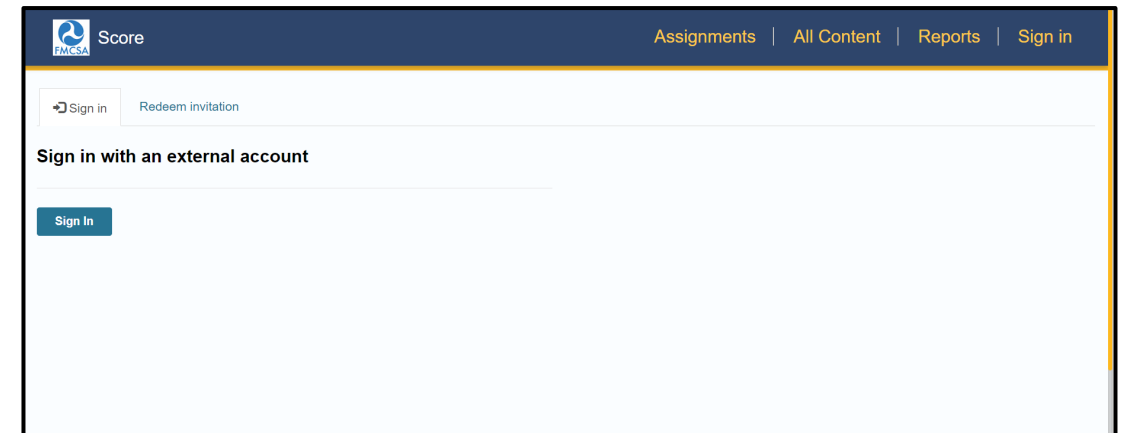 FMCSA
Score
Assignments | All Content | Reports | Sign in
Sign in
Redeem invitation
Sign in with an external account
Sign In